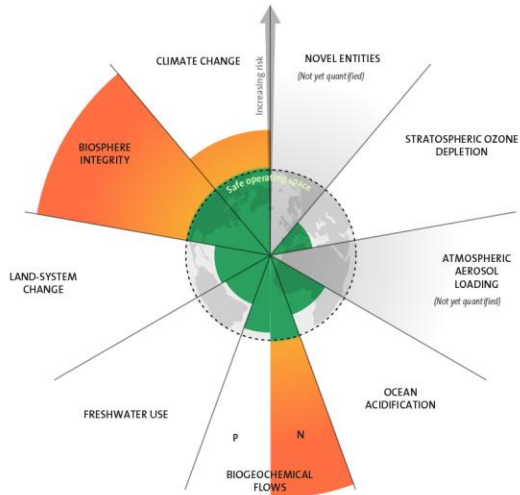 CLIMATE CHANGE
NOVEL ENTITIES
(Not yet quantified)
Increasing risk
STRATOSPHERIC OZONE
DEPLETION
BIOSPHERE
INTEGRITY
Safe operating space
ATMOSPHERIC
AEROSOL
LOADING
(Not yet quantified)
LAND-SYSTEM
CHANGE
OCEAN
ACIDIFICATION
FRESHWATER USE
P
N
BIOGEOCHEMICAL
FLOWS